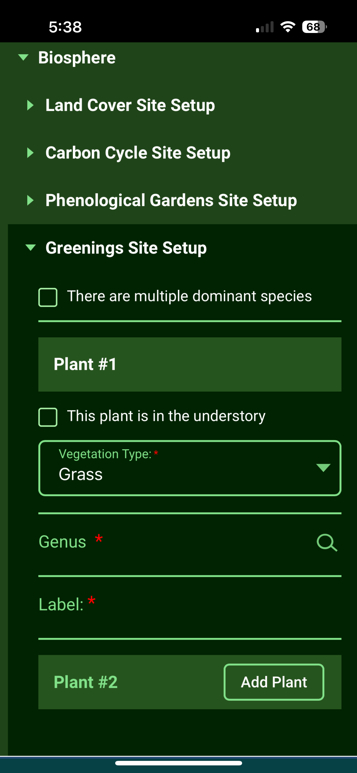 5:38
68
Biosphere
Land Cover Site Setup
Carbon Cycle Site Setup
Phenological Gardens Site Setup
Greenings Site Setup
There are multiple dominant species
Plant #1
This plant is in the understory
Vegetation Type: *
Grass
Genus *
Label: *
Plant #2 Add Plant